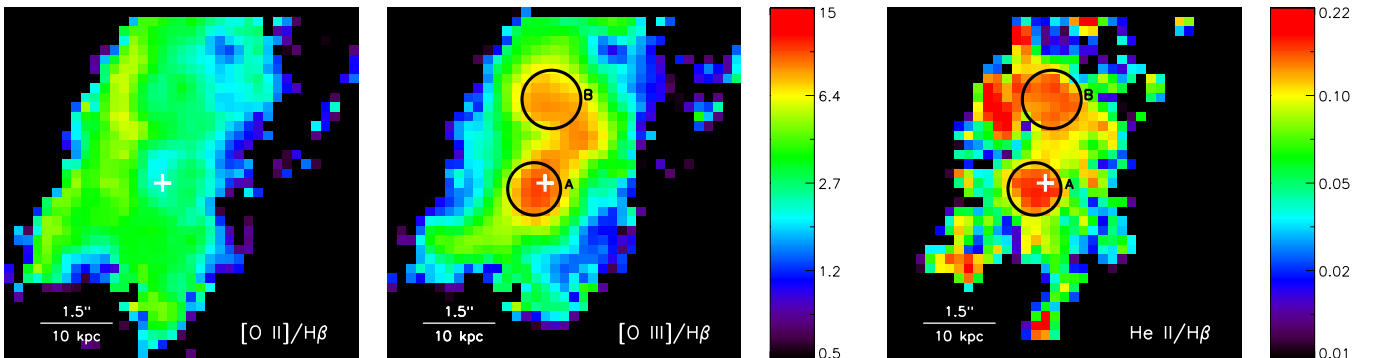 1.5"
10 kpc
[O II]/Hβ
B
A
1.5"
10 kpc
[O III]/Hβ
15
6.4
2.7
1.2
0.5
B
A
1.5"
10 kpc
He II/Hβ
0.22
0.10
0.05
0.02
0.01